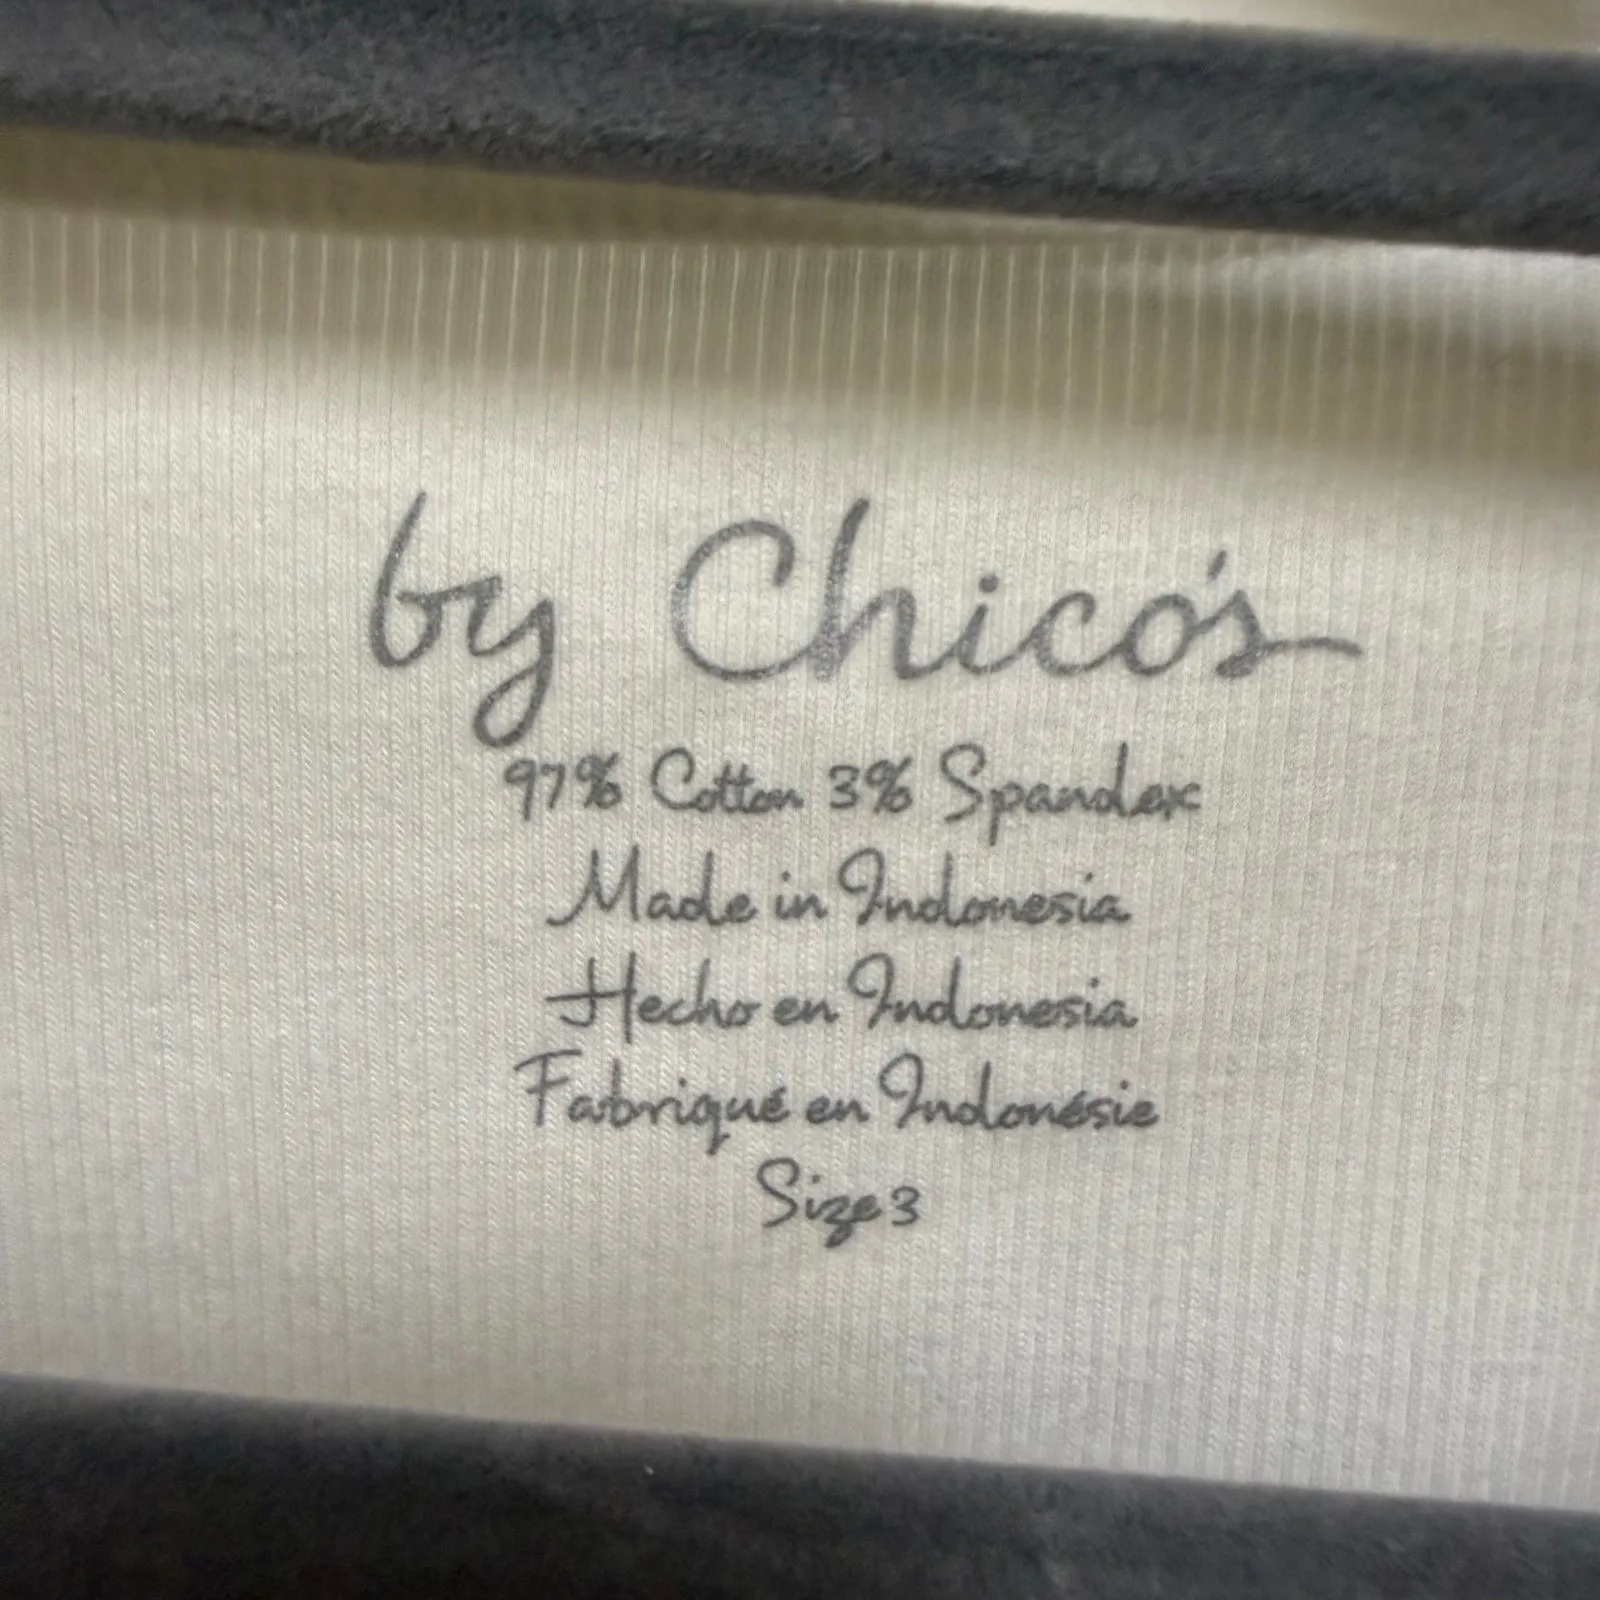 by Chico's
97% Cotton 3% Spandex
Made in Indonesia
Hecho en Indonesia
Fabriqué en Indonésie
Size 3